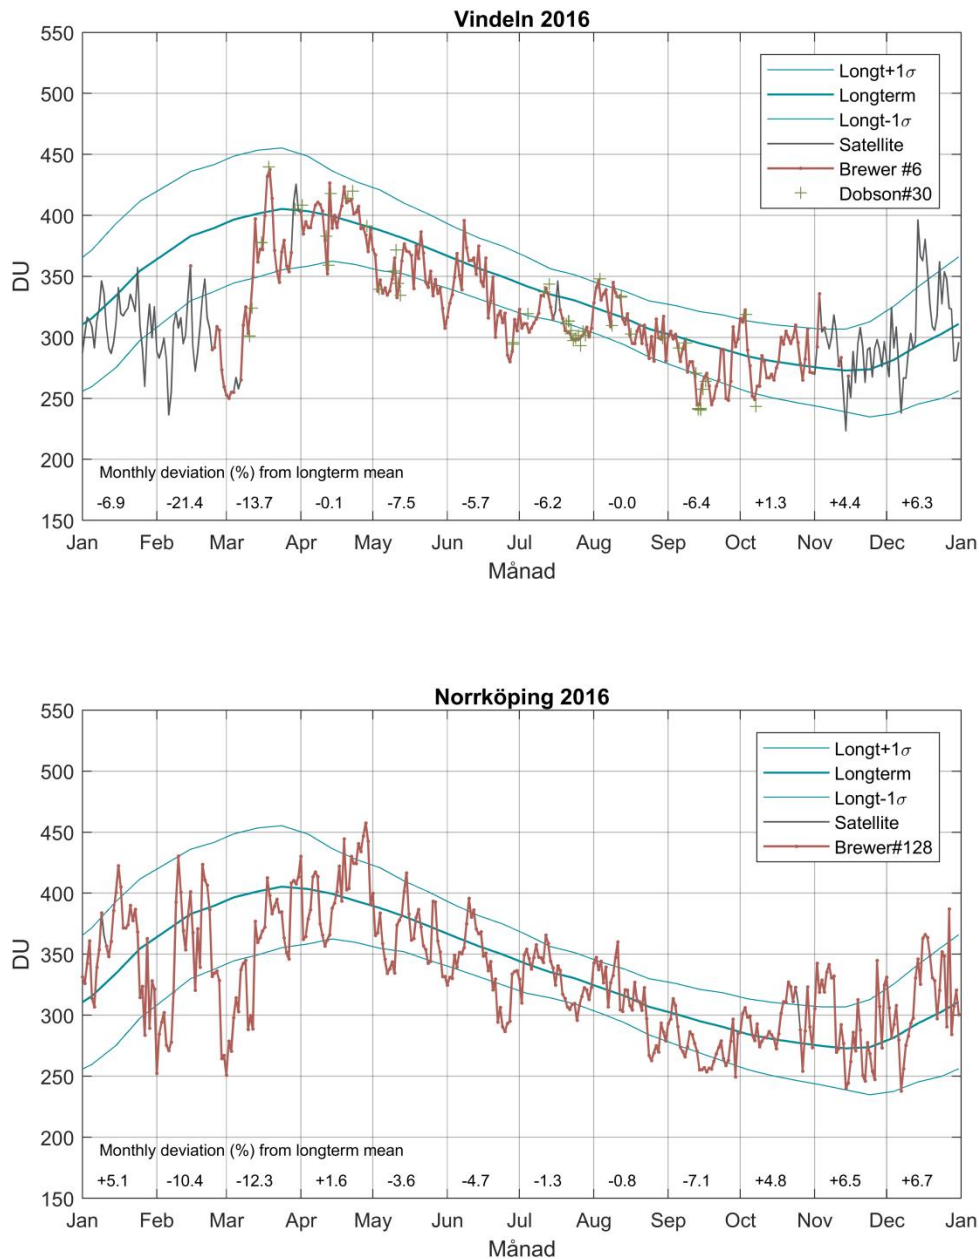 Vindeln 2016
550
500
450
400
350
300
250
200
150
DU
Longt+1σ
Longterm
Longt-1σ
Satellite
Brewer #6
Dobson#30
Monthly deviation (%) from longterm mean
-6.9 -21.4 -13.7 -0.1 -7.5 -5.7 -6.2 -0.0 -6.4 +1.3 +4.4 +6.3
Jan Feb Mar Apr May Jun Jul Aug Sep Oct Nov Dec Jan
Månad
Norrköping 2016
550
500
450
400
350
300
250
200
150
DU
Longt+1σ
Longterm
Longt-1σ
Satellite
Brewer#128
Monthly deviation (%) from longterm mean
+5.1 -10.4 -12.3 +1.6 -3.6 -4.7 -1.3 -0.8 -7.1 +4.8 +6.5 +6.7
Jan Feb Mar Apr May Jun Jul Aug Sep Oct Nov Dec Jan
Månad